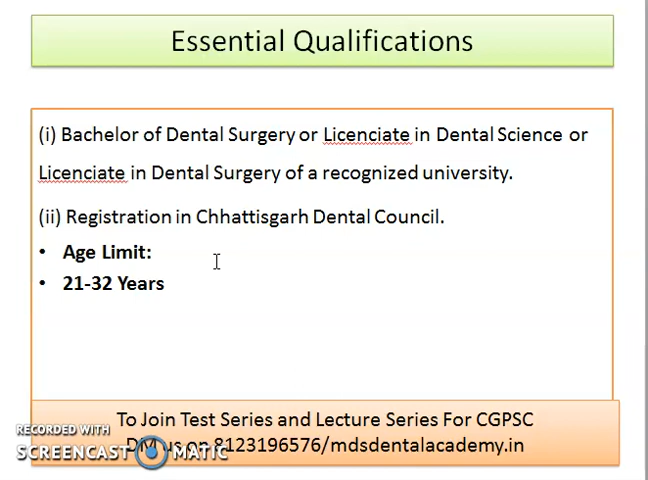 Essential Qualifications
(i) Bachelor of Dental Surgery or Licenciate in Dental Science or
Licenciate in Dental Surgery of a recognized university.
(ii) Registration in Chhattisgarh Dental Council.
• Age Limit:
• 21-32 Years
To Join Test Series and Lecture Series For CGPSC
DM us on 8123196576/mdsdentalacademy.in
RECORDED WITH
SCREENCAST MATIC